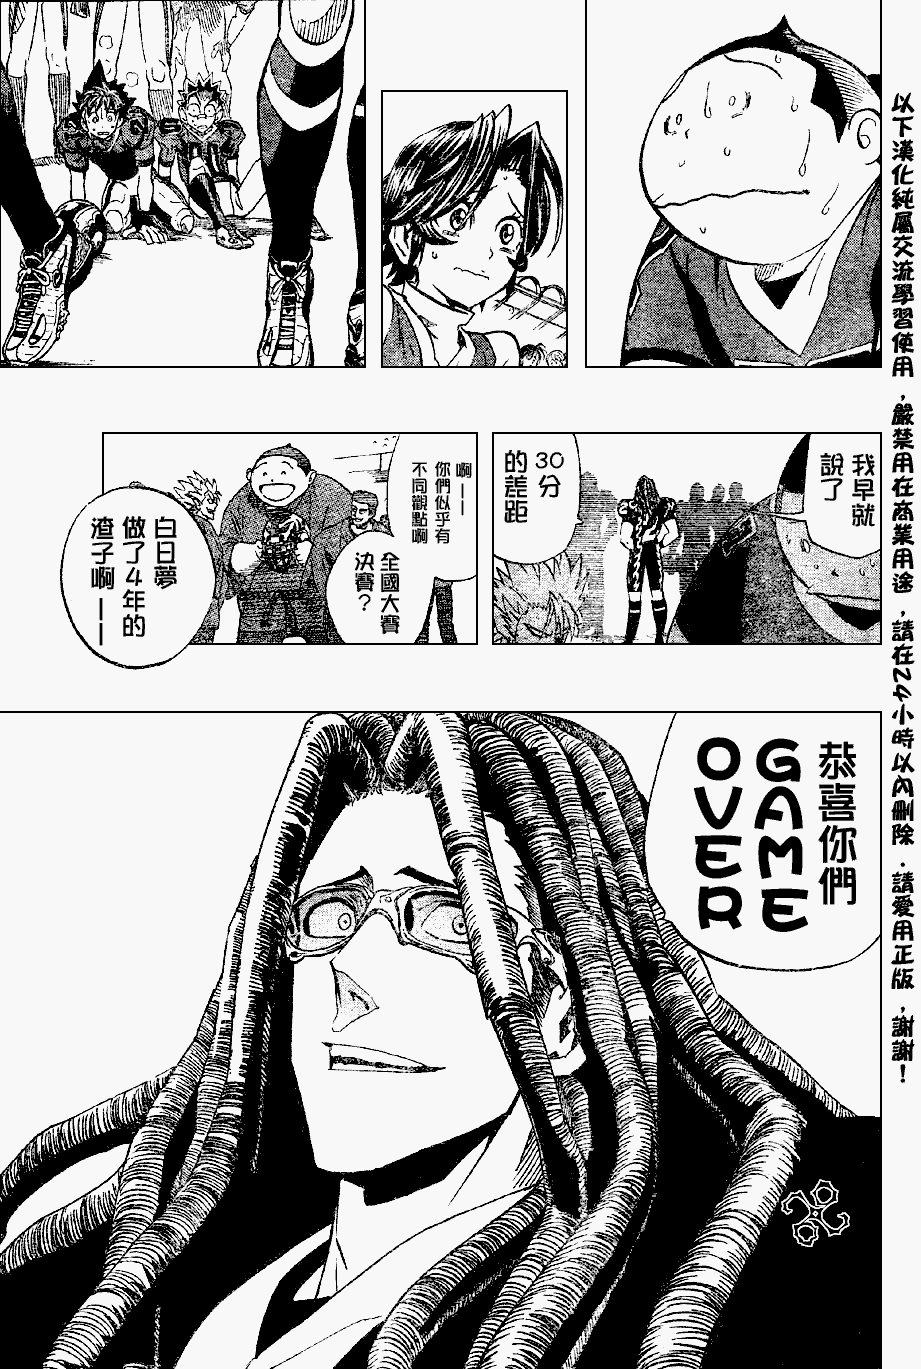 我早就
說了
30分
的差距
啊——
你們似乎有
不同觀點啊
全國大賽
決賽?
白日夢
做了4年的
渣子啊——
恭喜你們
GAME
OVER
以下漢化純屬交流學習使用,嚴禁用在商業用途,請在24小時以內刪除.請愛用正版,謝謝!